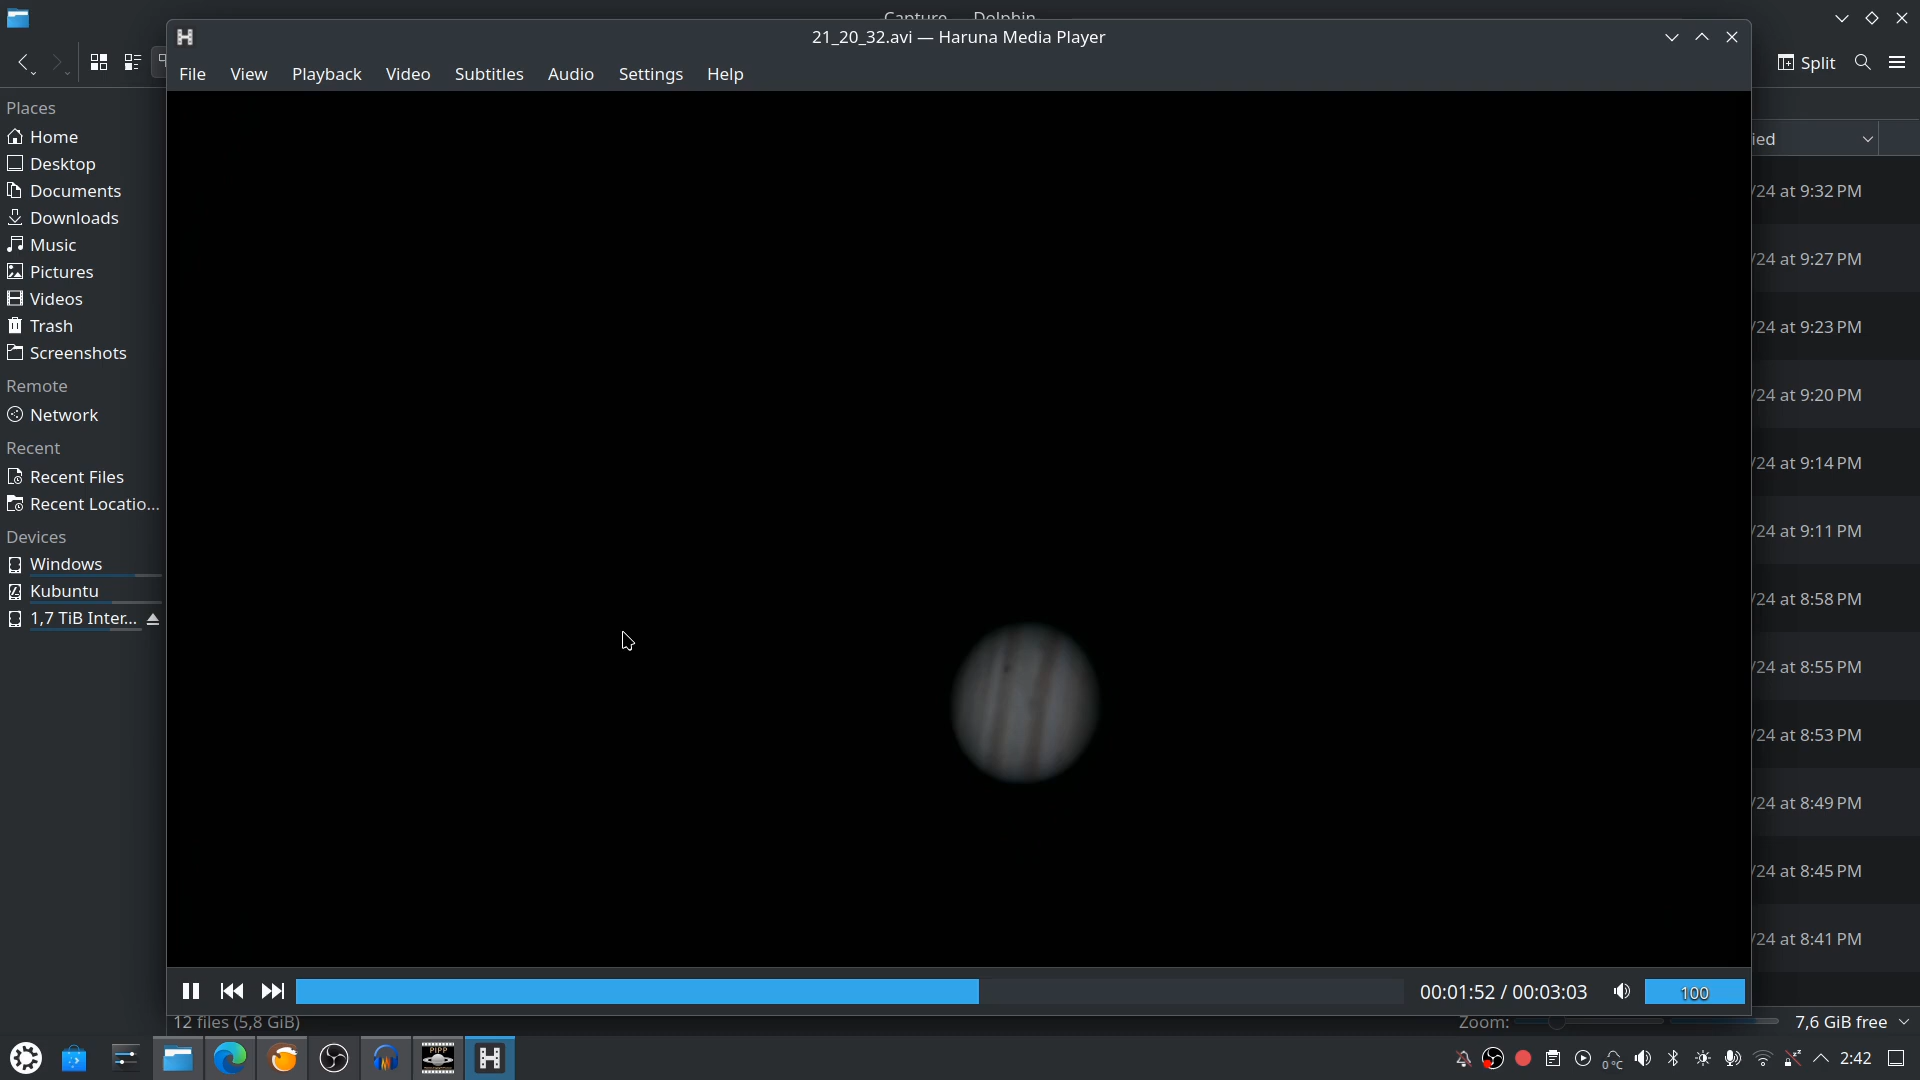 21_20_32.avi — Haruna Media Player
File View Playback Video Subtitles Audio Settings Help
Split
Places
Home
Desktop
Documents
Downloads
Music
Pictures
Videos
Trash
Screenshots
Remote
Network
Recent
Recent Files
Recent Locatio...
Devices
Windows
Kubuntu
1,7 TiB Inter...
ied
/24 at 9:32 PM
/24 at 9:27 PM
/24 at 9:23 PM
/24 at 9:20 PM
/24 at 9:14 PM
/24 at 9:11 PM
/24 at 8:58 PM
/24 at 8:55 PM
/24 at 8:53 PM
/24 at 8:49 PM
/24 at 8:45 PM
/24 at 8:41 PM
00:01:52 / 00:03:03
100
12 files (5,8 GiB)
Zoom:
7,6 GiB free
PIPP
0°C
2:42